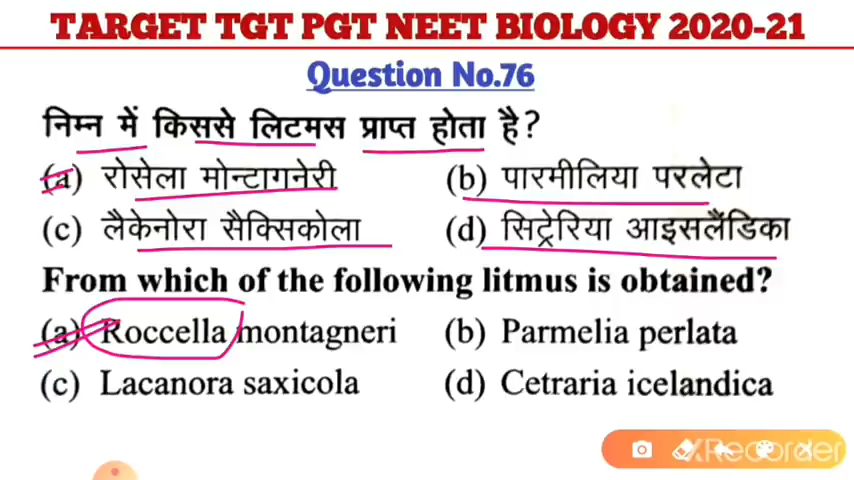 TARGET TGT PGT NEET BIOLOGY 2020-21
Question No.76
निम्न में किससे लिटमस प्राप्त होता है?
(a) रोसेला मोन्टागनेरी (b) पारमीलिया परलेटा
(c) लैकेनोरा सैक्सिकोला (d) सिट्रेरिया आइसलैंडिका
From which of the following litmus is obtained?
(a) Roccella montagneri (b) Parmelia perlata
(c) Lacanora saxicola (d) Cetraria icelandica
XRecorder